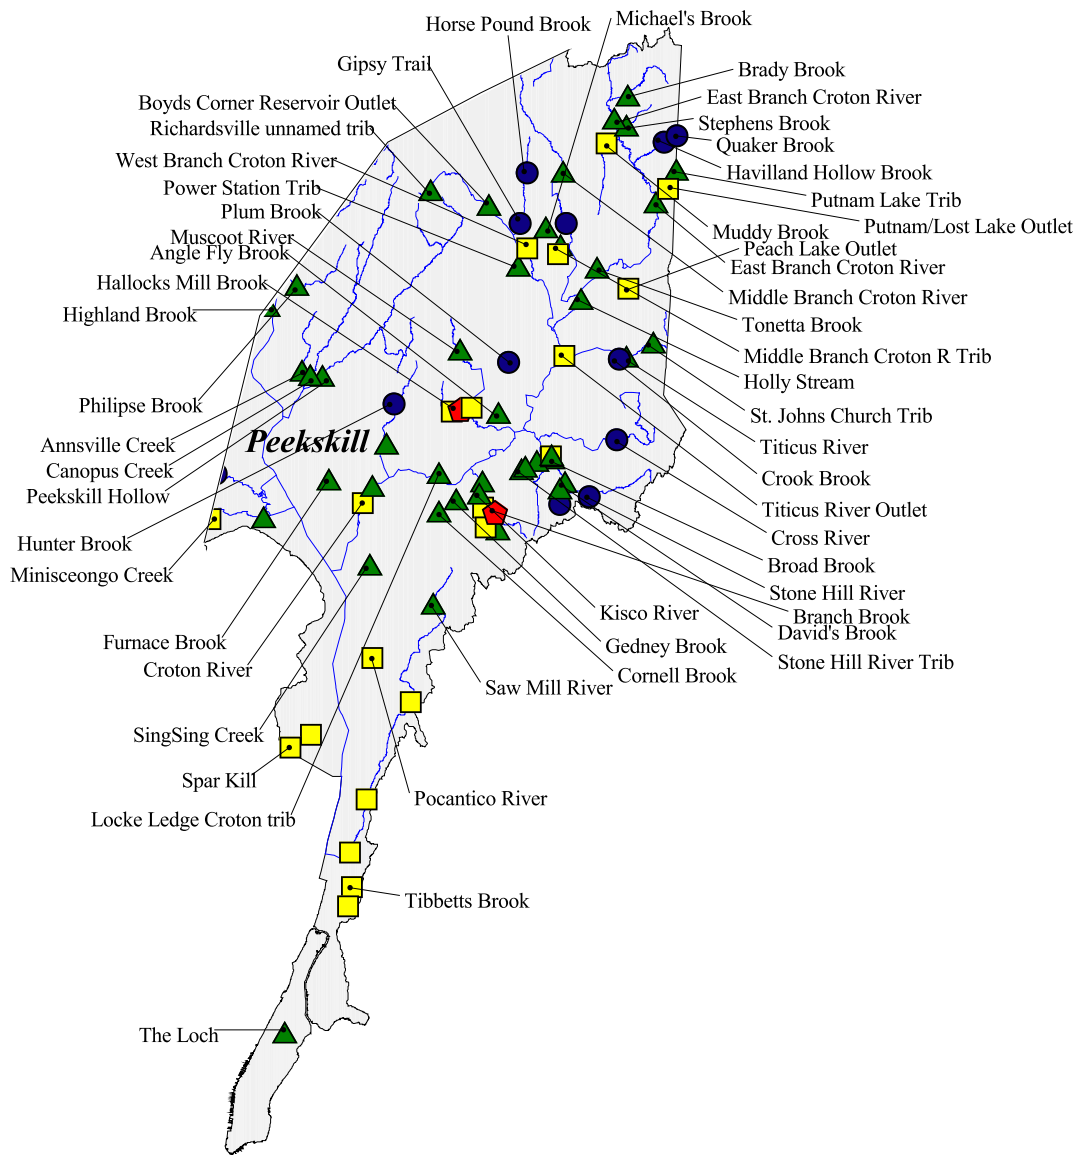 Michael's Brook
Horse Pound Brook
Gipsy Trail
Brady Brook
Boyds Corner Reservoir Outlet
East Branch Croton River
Richardsville unnamed trib
Stephens Brook
Quaker Brook
West Branch Croton River
Havilland Hollow Brook
Power Station Trib
Putnam Lake Trib
Plum Brook
Putnam/Lost Lake Outlet
Muddy Brook
Muscoot River
Peach Lake Outlet
Angle Fly Brook
East Branch Croton River
Hallocks Mill Brook
Middle Branch Croton River
Highland Brook
Tonetta Brook
Middle Branch Croton R Trib
Holly Stream
Philipse Brook
St. Johns Church Trib
Annsville Creek
Peekskill
Titicus River
Canopus Creek
Crook Brook
Peekskill Hollow
Titicus River Outlet
Hunter Brook
Cross River
Minisceongo Creek
Broad Brook
Stone Hill River
Kisco River
Branch Brook
David's Brook
Furnace Brook
Gedney Brook
Stone Hill River Trib
Croton River
Cornell Brook
Saw Mill River
SingSing Creek
Spar Kill
Pocantico River
Locke Ledge Croton trib
Tibbetts Brook
The Loch